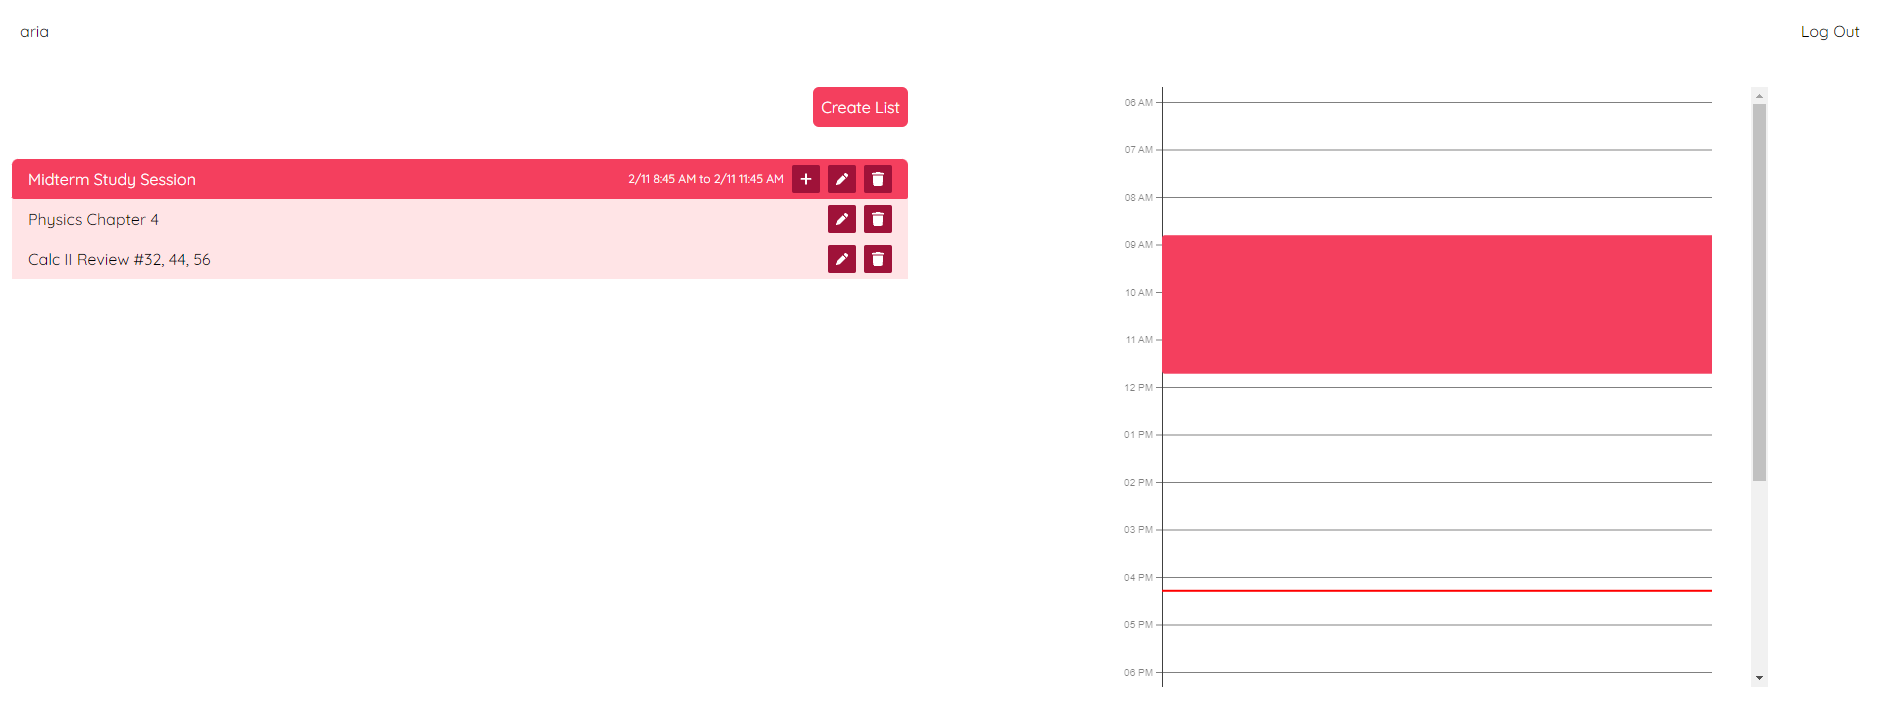 aria
Log Out
Create List
Midterm Study Session 2/11 8:45 AM to 2/11 11:45 AM
Physics Chapter 4
Calc II Review #32, 44, 56
06 AM
07 AM
08 AM
09 AM
10 AM
11 AM
12 PM
01 PM
02 PM
03 PM
04 PM
05 PM
06 PM